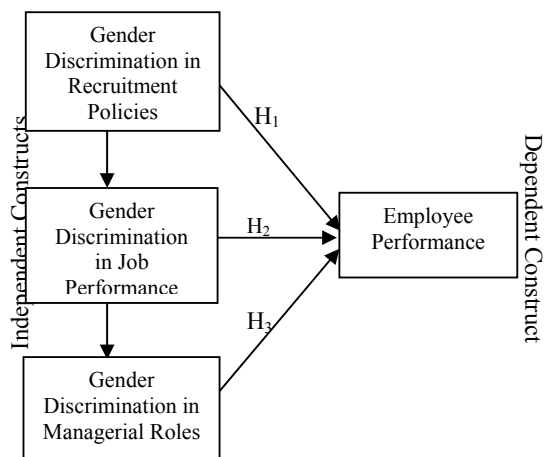 Gender
Discrimination in
Recruitment
Policies
H₁
Independent Constructs
Gender
Discrimination
in Job
Performance
H₂
Employee
Performance
Dependent Construct
H₃
Gender
Discrimination in
Managerial Roles